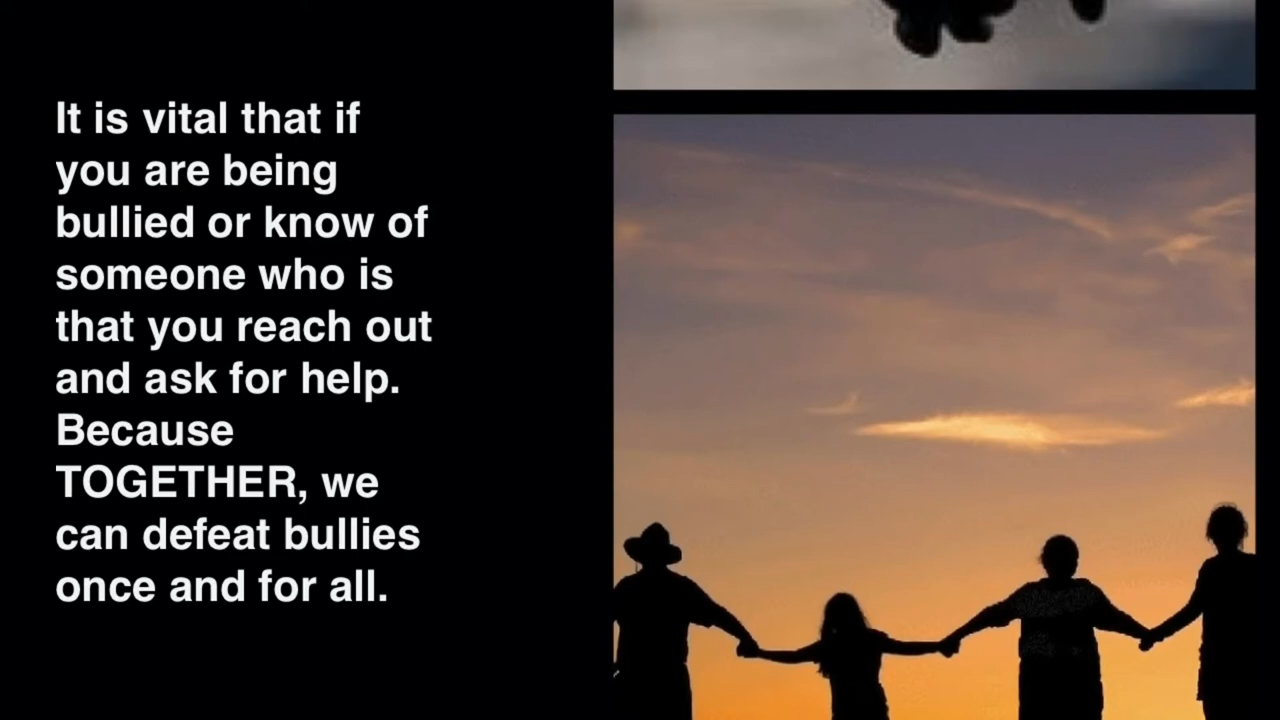 It is vital that if
you are being
bullied or know of
someone who is
that you reach out
and ask for help.
Because
TOGETHER, we
can defeat bullies
once and for all.